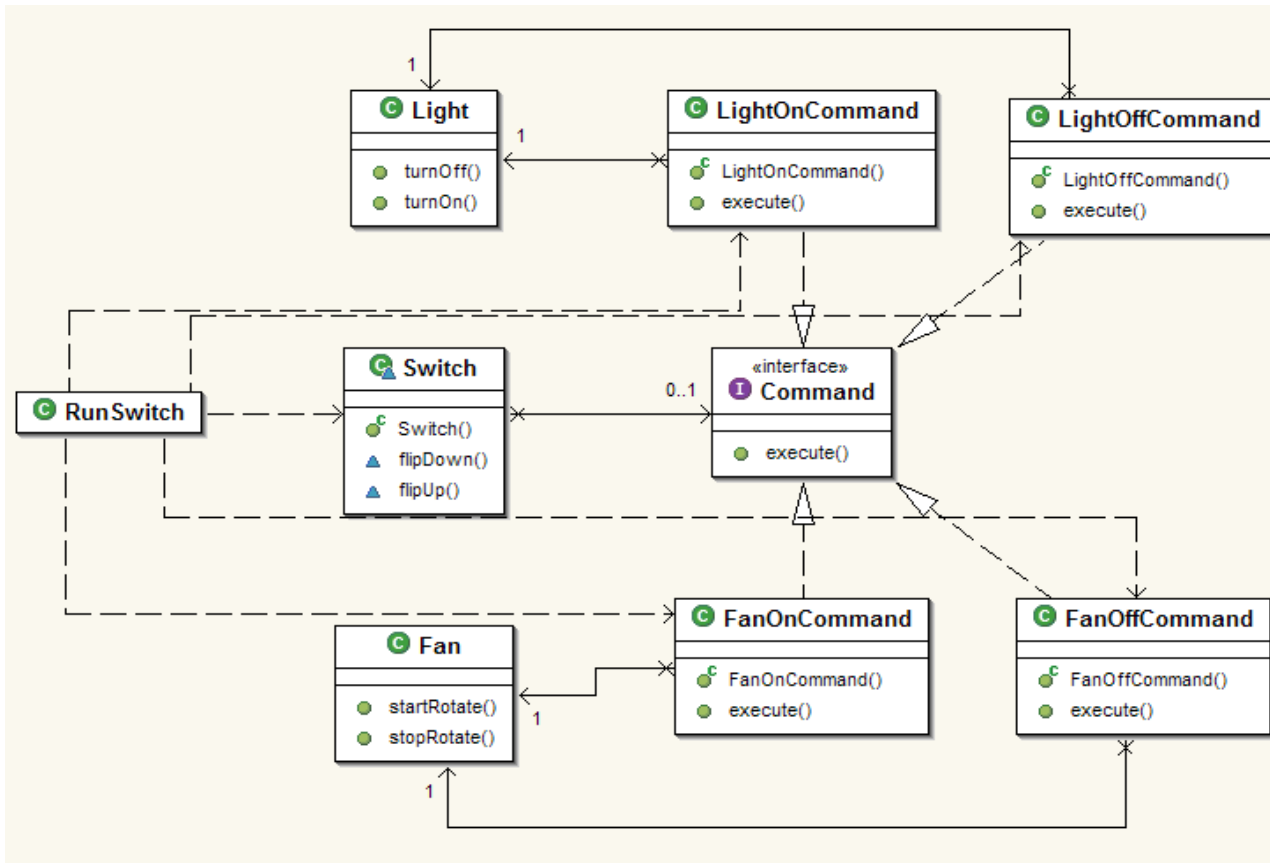 1
Light
turnOff()
turnOn()
1
C
LightOnCommand
C
LightOnCommand()
execute()
C
LightOffCommand
C
LightOffCommand()
execute()
C
RunSwitch
C
Switch
C
Switch()
flipDown()
flipUp()
0..1
«interface»
I
Command
execute()
C
Fan
startRotate()
stopRotate()
1
1
C
FanOnCommand
C
FanOnCommand()
execute()
C
FanOffCommand
C
FanOffCommand()
execute()